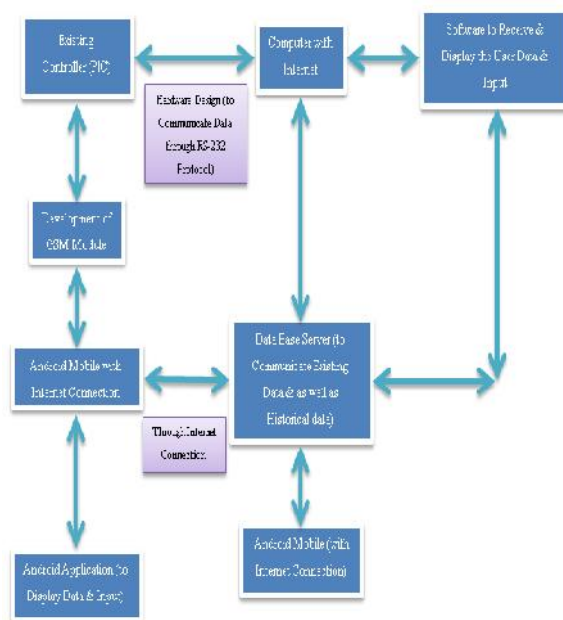 Existing
Controller (PIC)
Computer with
Internet
Software to Receive &
Display the User Data &
Input
Hardware Design (to
Communicate Data
through RS-232
Protocol)
Development of
GSM Module
Android Mobile with
Internet Connection
Data Base Server (to
Communicate Existing
Data & as well as
Historical data)
Through Internet
Connection
Android Application (to
Display Data & Input)
Android Mobile (with
Internet Connection)